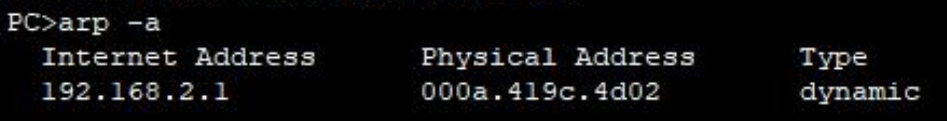 PC>arp -a
Internet Address Physical Address Type
192.168.2.1 000a.419c.4d02 dynamic